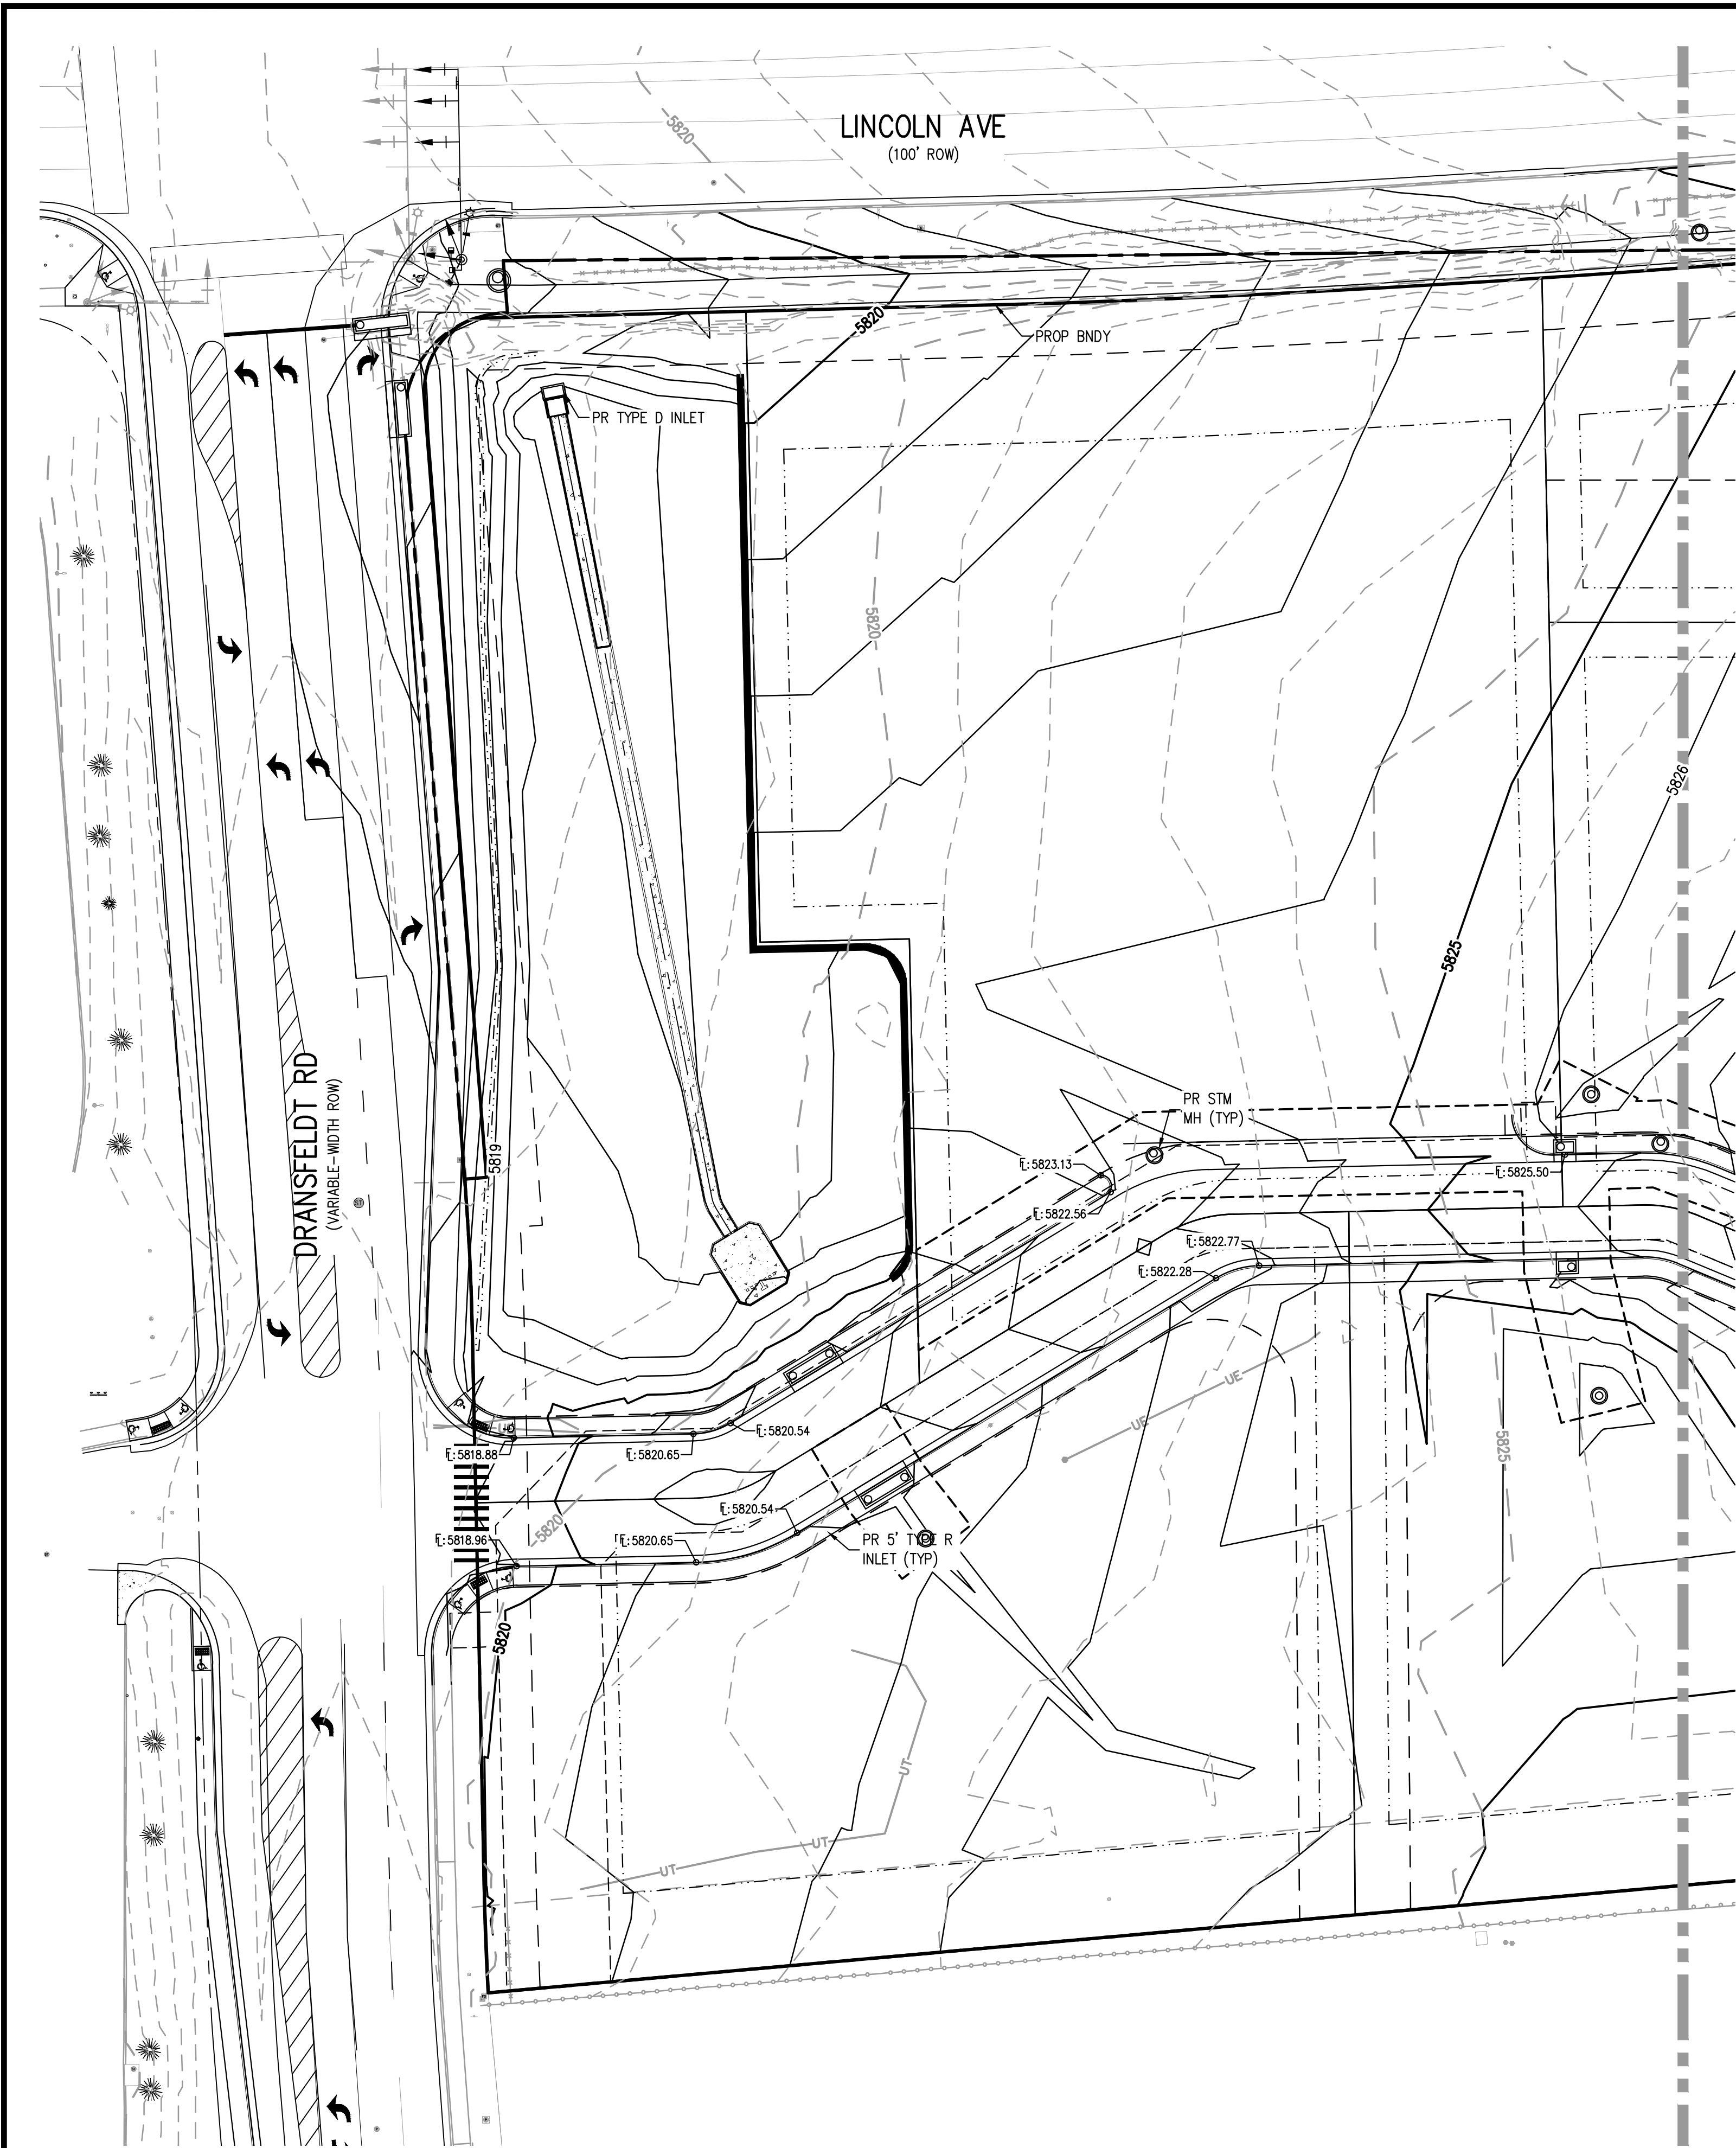 LINCOLN AVE
(100' ROW)
5820
5820
PROP BNDY
PR TYPE D INLET
5820
5826
5825
DRANSFELDT RD
(VARIABLE-WIDTH ROW)
5819
PR STM
MH (TYP)
FL:5823.13
FL:5825.50
FL:5822.56
FL:5822.77
FL:5822.28
UE
UE
UE
FL:5820.54
FL:5818.88
FL:5820.65
5825
FL:5820.54
5820
FL:5818.96
FL:5820.65
PR 5' TYPE R
INLET (TYP)
5820
UT
UT
UT
ST